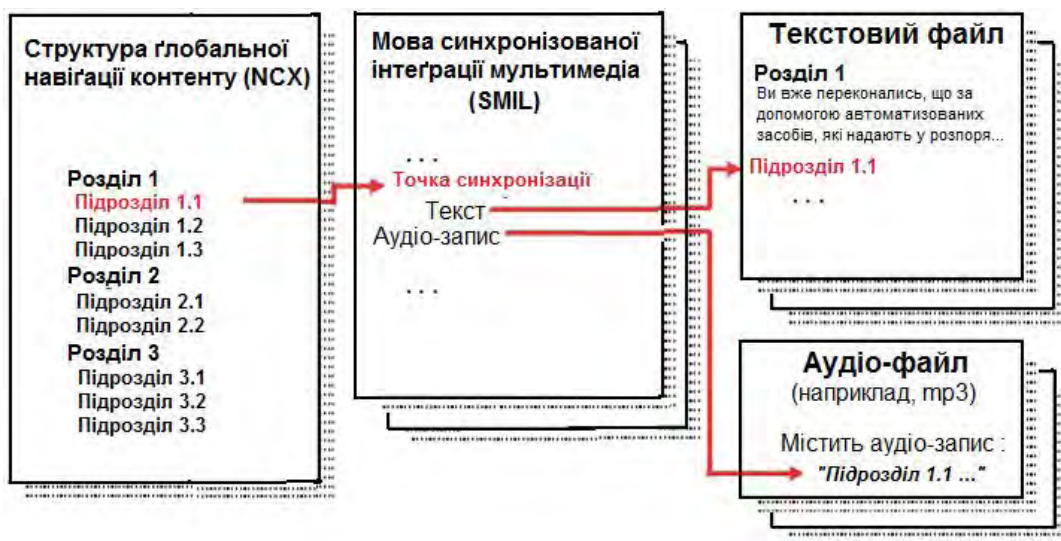 Структура ґлобальної
навіґації контенту (NCX)
Розділ 1
Підрозділ 1.1
Підрозділ 1.2
Підрозділ 1.3
Розділ 2
Підрозділ 2.1
Підрозділ 2.2
Розділ 3
Підрозділ 3.1
Підрозділ 3.2
Підрозділ 3.3
Мова синхронізованої
інтеґрації мультимедіа
(SMIL)
...
Точка синхронізації
Текст
Аудіо-запис
...
Текстовий файл
Розділ 1
Ви вже переконались, що за
допомогою автоматизованих
засобів, які надають у розпоря...
Підрозділ 1.1
...
Аудіо-файл
(наприклад, mp3)
Містить аудіо-запис :
"Підрозділ 1.1 ..."